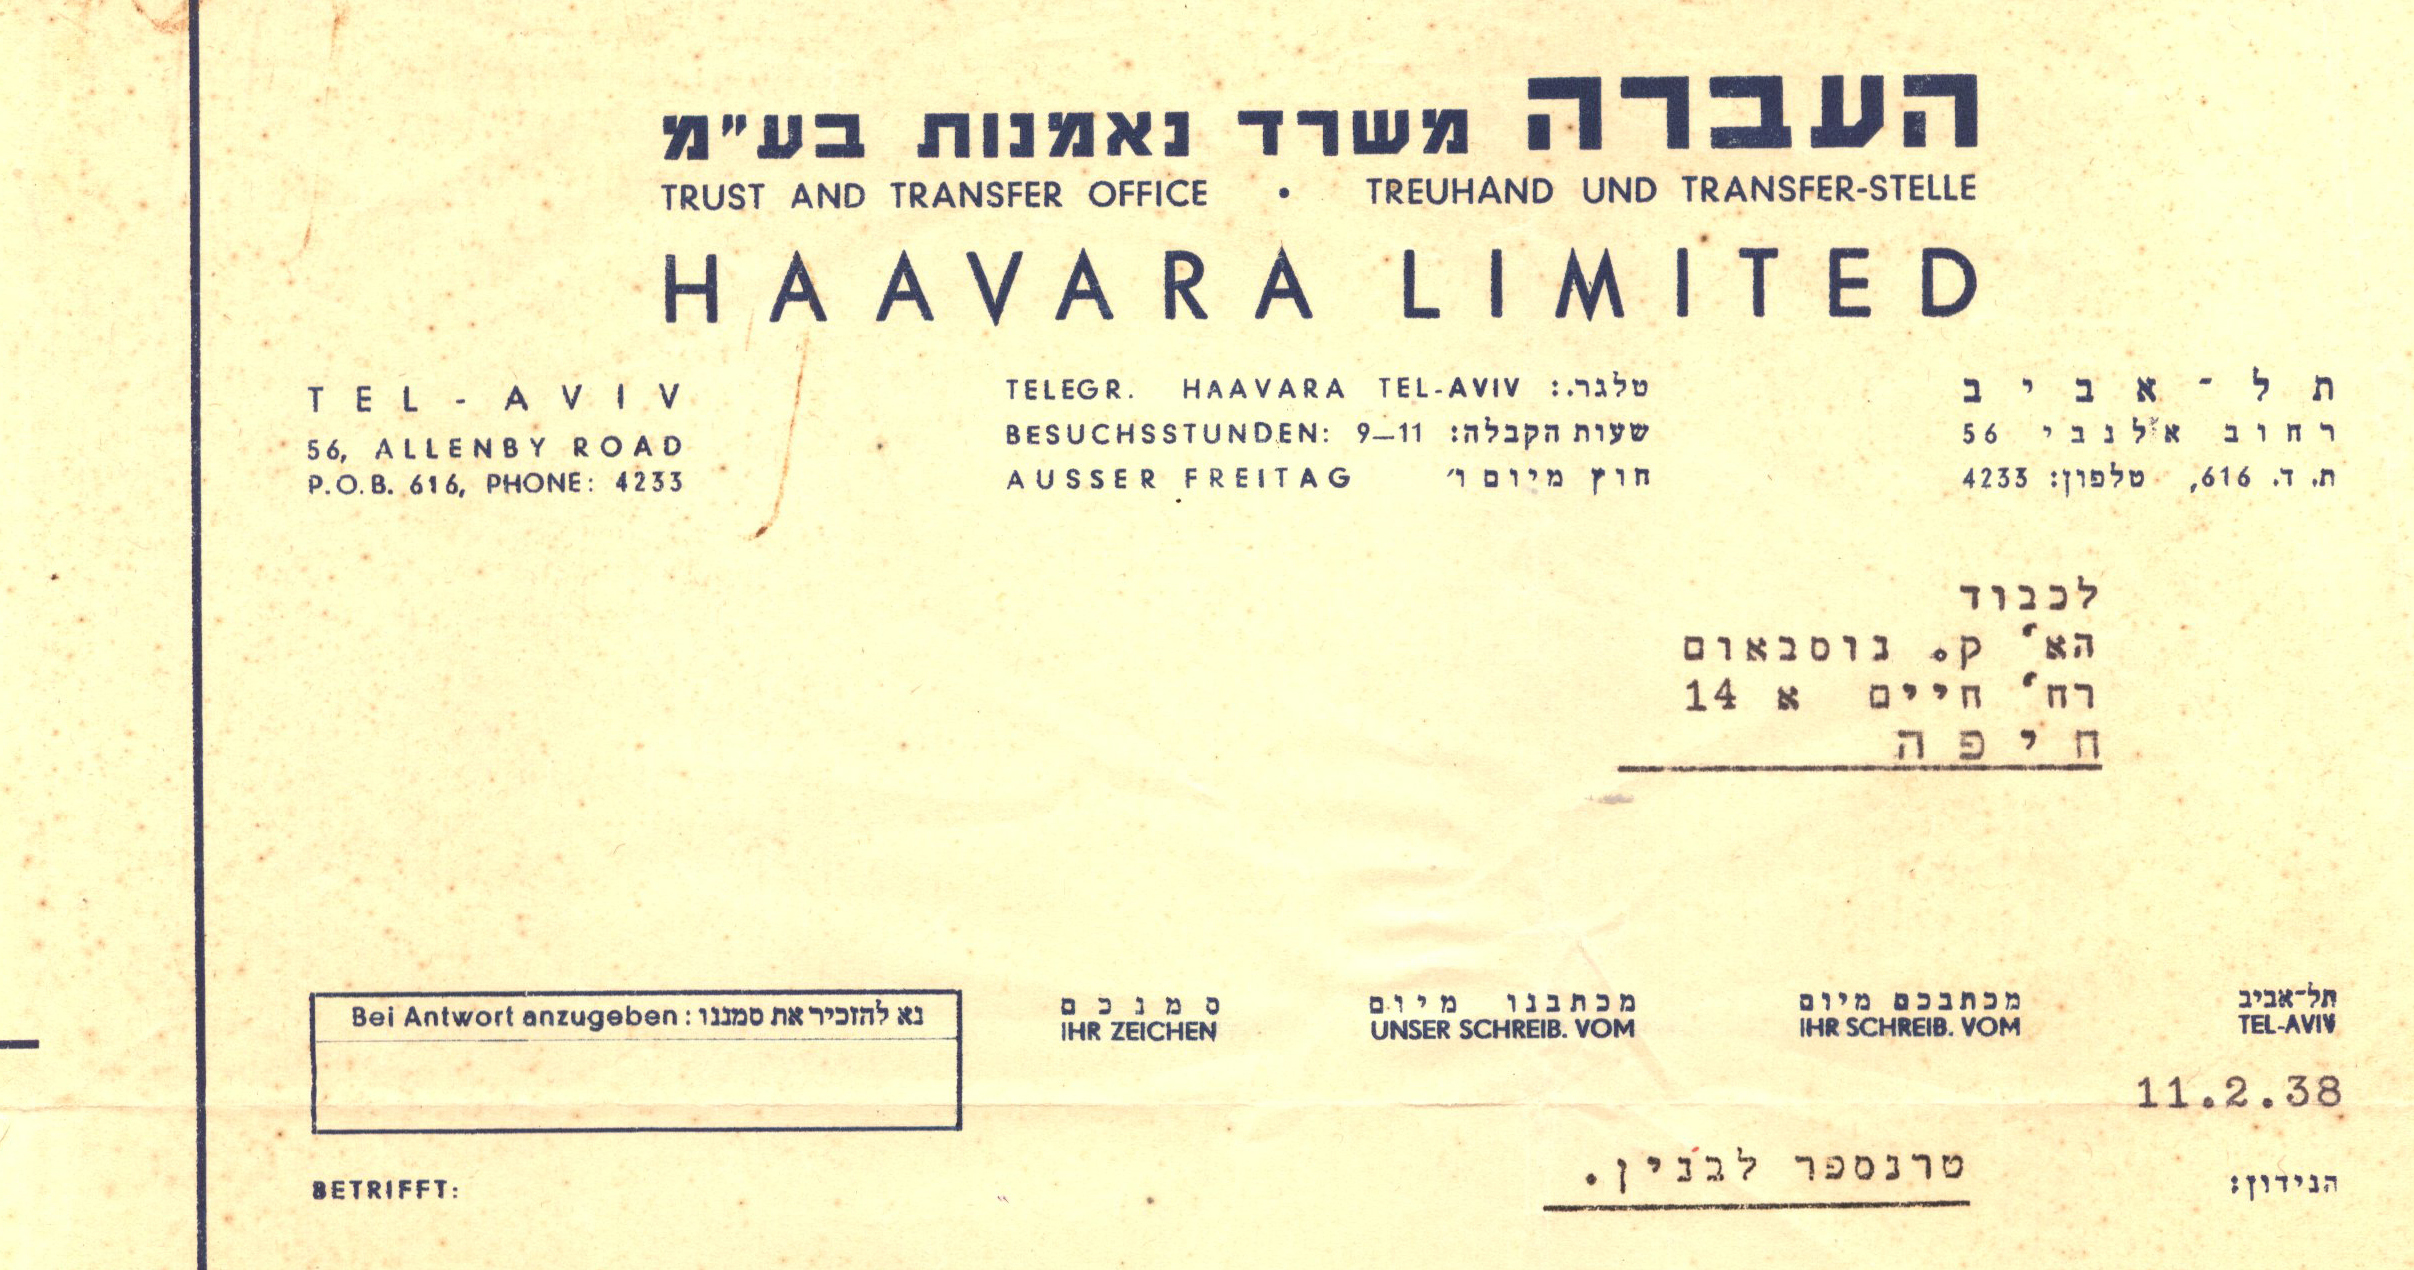 העברה משרד נאמנות בע״מ
TRUST AND TRANSFER OFFICE • TREUHAND UND TRANSFER-STELLE
HAAVARA LIMITED
TEL-AVIV
56, ALLENBY ROAD
P.O.B. 616, PHONE: 4233
TELEGR. HAAVARA TEL-AVIV טלגר.:
BESUCHSSTUNDEN: 9—11 שעות הקבלה:
AUSSER FREITAG חוץ מיום ו׳
תל-אביב
רחוב אלנבי 56
ת. ד. 616, טלפון: 4233
לכבוד
הא' ק. נוסבאום
רח' חיים א 14
חיפה
Bei Antwort anzugeben: נא להזכיר את סמננו
סמנכם
IHR ZEICHEN
מכתבנו מיום
UNSER SCHREIB. VOM
מכתבכם מיום
IHR SCHREIB. VOM
תל-אביב
TEL-AVIV
11.2.38
BETRIFFT:
טרנספר לבנין.
הנידון: